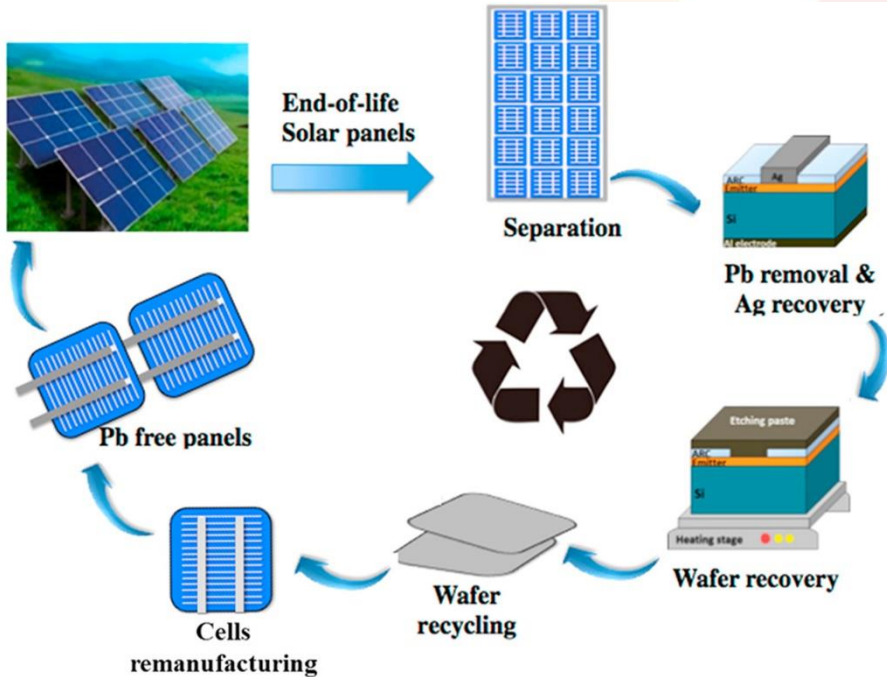 End-of-life
Solar panels
Separation
ARC
Ag
Emitter
Si
Al electrode
Pb removal &
Ag recovery
Etching paste
ARC
Emitter
Si
Heating stage
Wafer recovery
Wafer
recycling
Cells
remanufacturing
Pb free panels